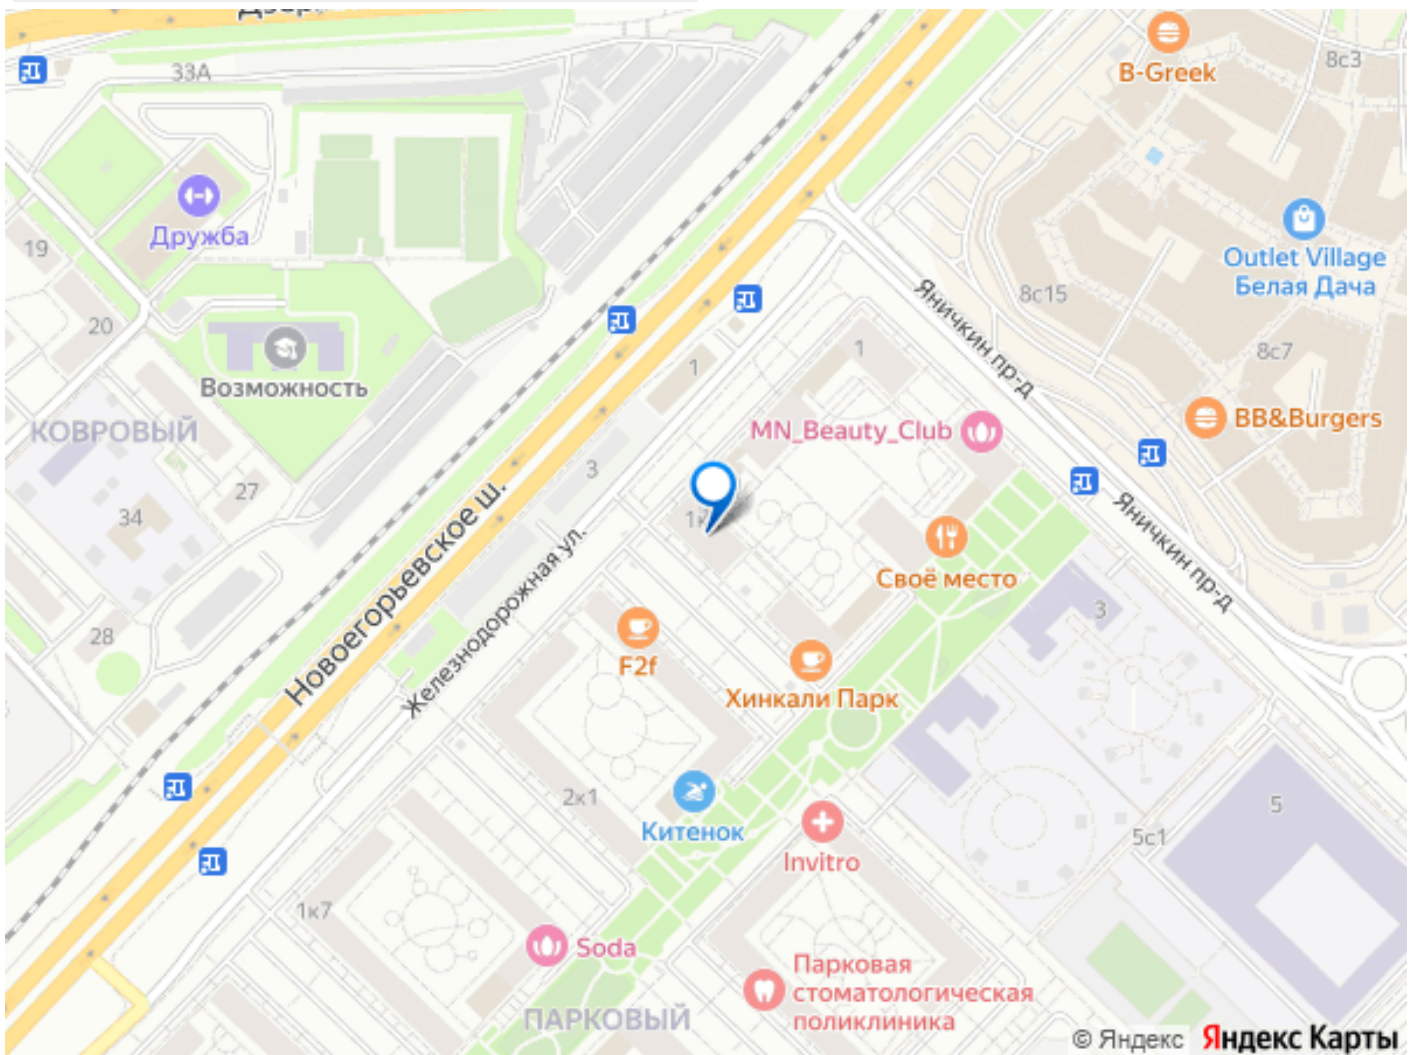 33А
B-Greek
8с3
Дружба
19
Outlet Village
Белая Дача
8с15
20
Яничкин пр-д
1
8с7
Возможность
1
КОВРОВЫЙ
MN_Beauty_Club
BB&Burgers
3
27
34
Новоегорьевское ш.
Железнодорожная ул.
Яничкин пр-д
Своё место
3
28
F2f
Хинкали Парк
2к1
Китенок
5
5с1
Invitro
1к7
Soda
Парковая
стоматологическая
поликлиника
ПАРКОВЫЙ
© Яндекс Яндекс Карты